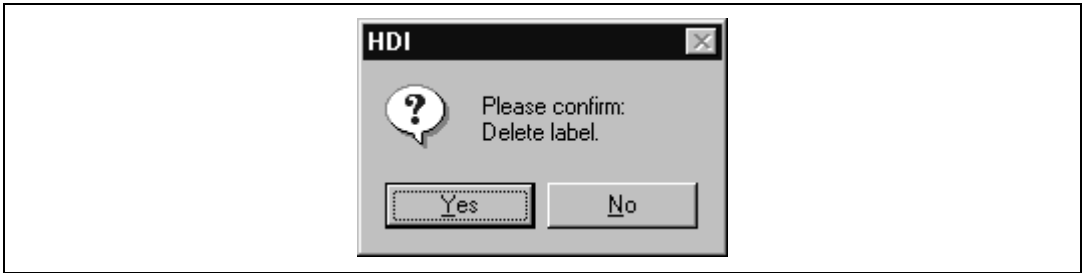 HDI
?
Please confirm:
Delete label.
Yes
No